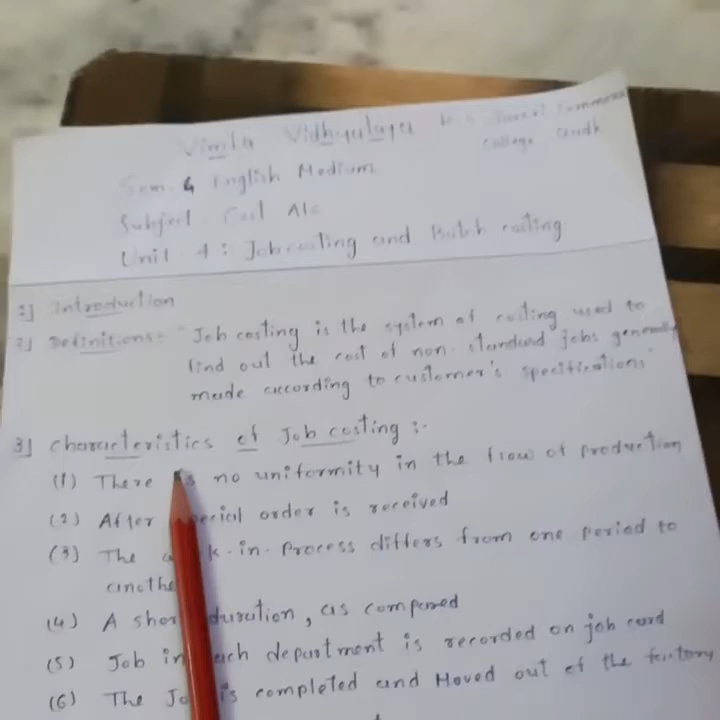 Vimla Vidhyalaya
College
Sem. 4 English Medium
Subject Cost A/c
Unit - 4 : Job costing and Batch costing
1] Introduction
2] Definitions:- "Job costing is the system of costing used to
find out the cost of non-standard jobs generally
made according to customer's specifications"
3] Characteristics of Job costing :-
(1) There is no uniformity in the flow of production
(2) After order is received
(3) The k-in-process differs from one period to
anothe
(4) A shor duration, as compared
(5) Job in ach department is recorded on job card
(6) The Jo is completed and Moved out of the factory